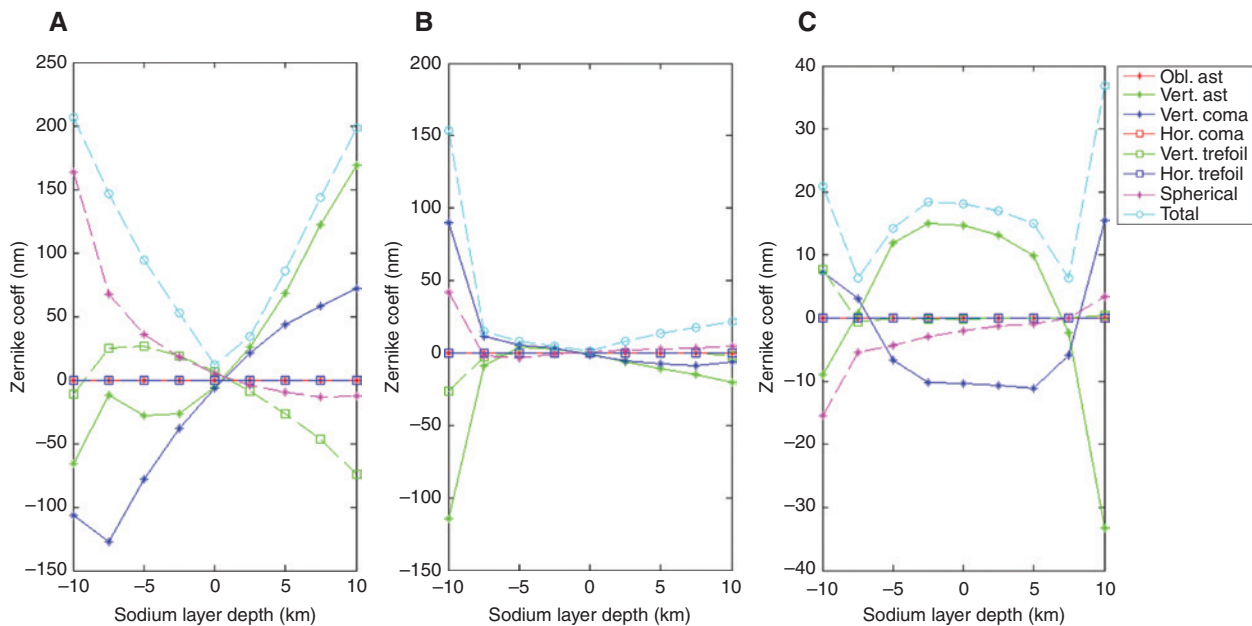 A
B
C
250
200
150
100
50
0
−50
−100
−150
Zernike coeff (nm)
−10
−5
0
5
10
Sodium layer depth (km)
200
150
100
50
0
−50
−100
−150
Zernike coeff (nm)
−10
−5
0
5
10
Sodium layer depth (km)
40
30
20
10
0
−10
−20
−30
−40
Zernike coeff (nm)
−10
−5
0
5
10
Sodium layer depth (km)
Obl. ast
Vert. ast
Vert. coma
Hor. coma
Vert. trefoil
Hor. trefoil
Spherical
Total